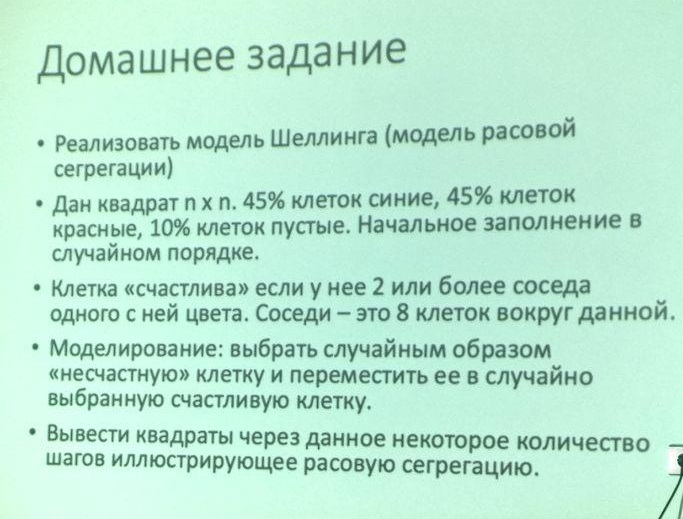 Домашнее задание
• Реализовать модель Шеллинга (модель расовой
сегрегации)
• Дан квадрат n x n. 45% клеток синие, 45% клеток
красные, 10% клеток пустые. Начальное заполнение в
случайном порядке.
• Клетка «счастлива» если у нее 2 или более соседа
одного с ней цвета. Соседи – это 8 клеток вокруг данной.
• Моделирование: выбрать случайным образом
«несчастную» клетку и переместить ее в случайно
выбранную счастливую клетку.
• Вывести квадраты через данное некоторое количество
шагов иллюстрирующее расовую сегрегацию.